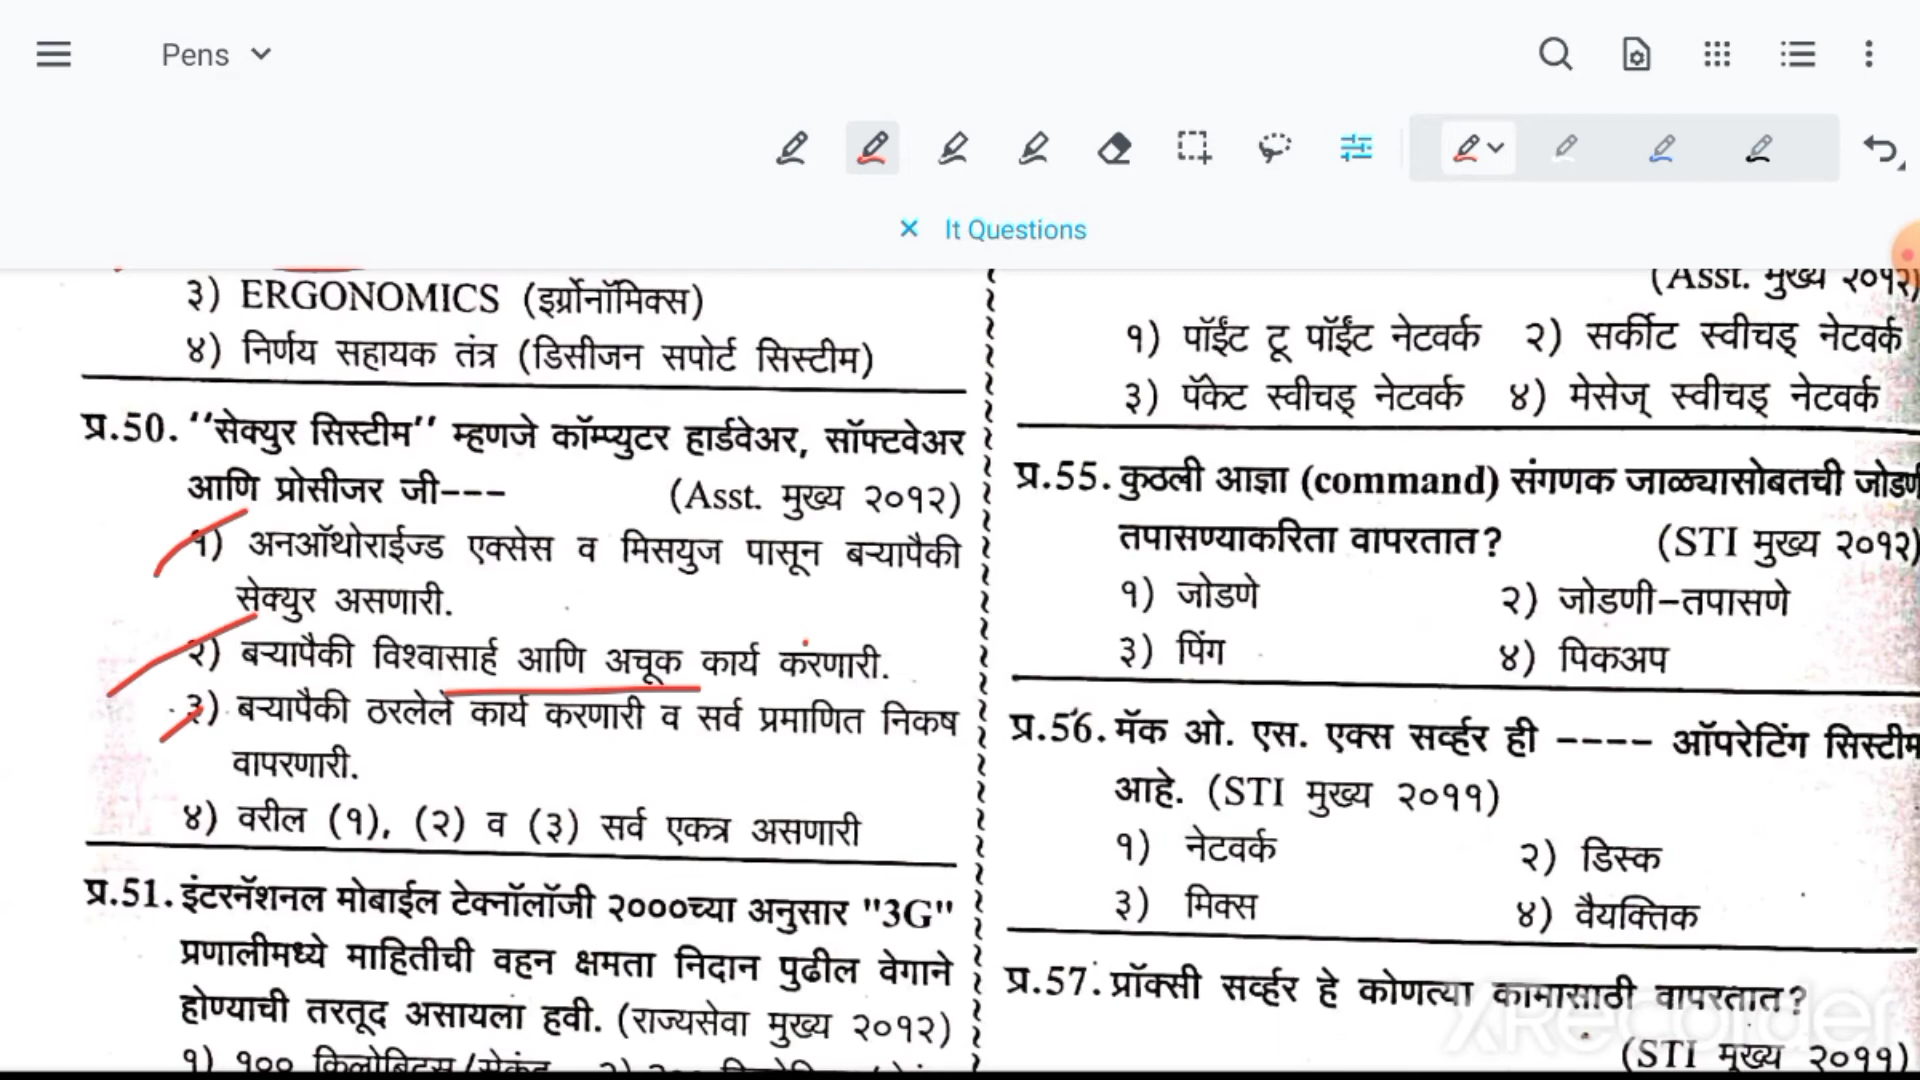 Pens
It Questions
३) ERGONOMICS (इर्ग्रोनॉमिक्स)
४) निर्णय सहायक तंत्र (डिसीजन सपोर्ट सिस्टीम)
प्र.50. ‘‘सेक्युर सिस्टीम’’ म्हणजे कॉम्प्युटर हार्डवेअर, सॉफ्टवेअर
आणि प्रोसीजर जी--- (Asst. मुख्य २०१२)
१) अनऑथोराईज्ड एक्सेस व मिसयुज पासून बऱ्यापैकी
सेक्युर असणारी.
२) बऱ्यापैकी विश्वासार्ह आणि अचूक कार्य करणारी.
३) बऱ्यापैकी ठरलेले कार्य करणारी व सर्व प्रमाणित निकष
वापरणारी.
४) वरील (१), (२) व (३) सर्व एकत्र असणारी
प्र.51. इंटरनॅशनल मोबाईल टेक्नॉलॉजी २०००च्या अनुसार "3G"
प्रणालीमध्ये माहितीची वहन क्षमता निदान पुढील वेगाने
होण्याची तरतूद असायला हवी. (राज्यसेवा मुख्य २०१२)
१) १०० किलोबिटस/सेकंद
(Asst. मुख्य २०१२)
१) पॉईंट टू पॉईंट नेटवर्क २) सर्कीट स्वीचड् नेटवर्क
३) पॅकेट स्वीचड् नेटवर्क ४) मेसेज् स्वीचड् नेटवर्क
प्र.55. कुठली आज्ञा (command) संगणक जाळ्यासोबतची
तपासण्याकरिता वापरतात? (STI मुख्य २०१२)
१) जोडणे २) जोडणी-तपासणे
३) पिंग ४) पिकअप
प्र.56. मॅक ओ. एस. एक्स सर्व्हर ही ---- ऑपरेटिंग सिस्टीम
आहे. (STI मुख्य २०११)
१) नेटवर्क २) डिस्क
३) मिक्स ४) वैयक्तिक
प्र.57. प्रॉक्सी सर्व्हर हे कोणत्या कामासाठी वापरतात?
(STI मुख्य २०११)
XRecorder